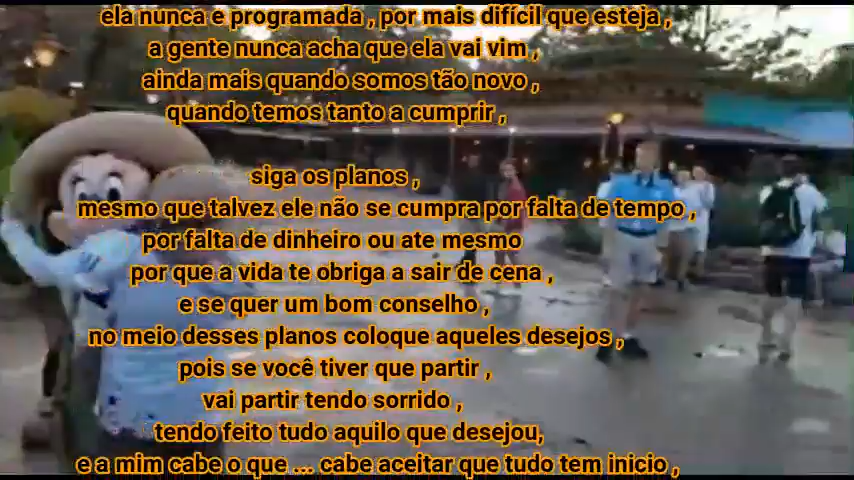 ela nunca e programada , por mais difícil que esteja ,
a gente nunca acha que ela vai vim ,
ainda mais quando somos tão novo ,
quando temos tanto a cumprir ,
siga os planos ,
mesmo que talvez ele não se cumpra por falta de tempo ,
por falta de dinheiro ou ate mesmo
por que a vida te obriga a sair de cena ,
e se quer um bom conselho ,
no meio desses planos coloque aqueles desejos ,
pois se você tiver que partir ,
vai partir tendo sorrido ,
tendo feito tudo aquilo que desejou,
e a mim cabe o que ... cabe aceitar que tudo tem inicio ,